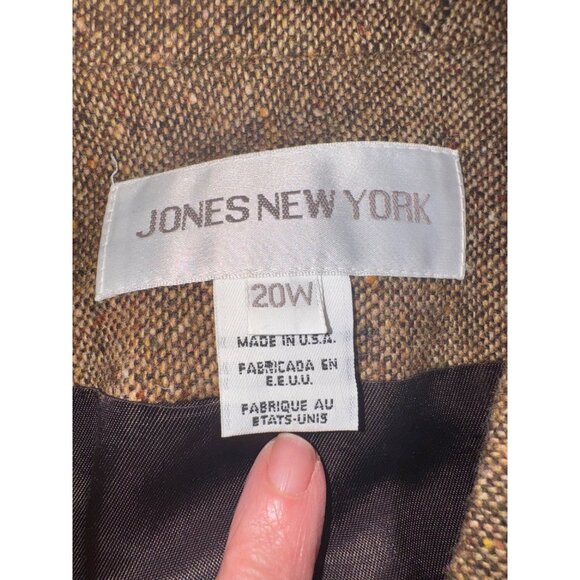 JONES NEW YORK
20W
MADE IN U.S.A.
FABRICADA EN
E.E.U.U.
FABRIQUE AU
ETATS-UNIS